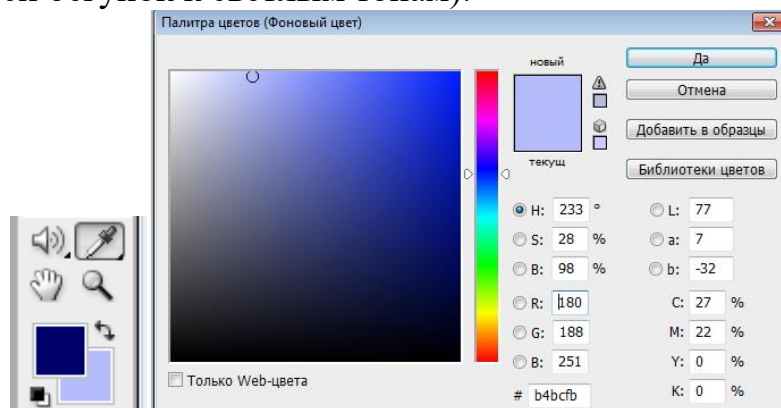 Палитра цветов (Фоновый цвет)
новый
текущ
Да
Отмена
Добавить в образцы
Библиотеки цветов
H: 233 °
L: 77
S: 28 %
a: 7
B: 98 %
b: -32
R: 180
C: 27 %
G: 188
M: 22 %
B: 251
Y: 0 %
Только Web-цвета
# b4bcfb
K: 0 %